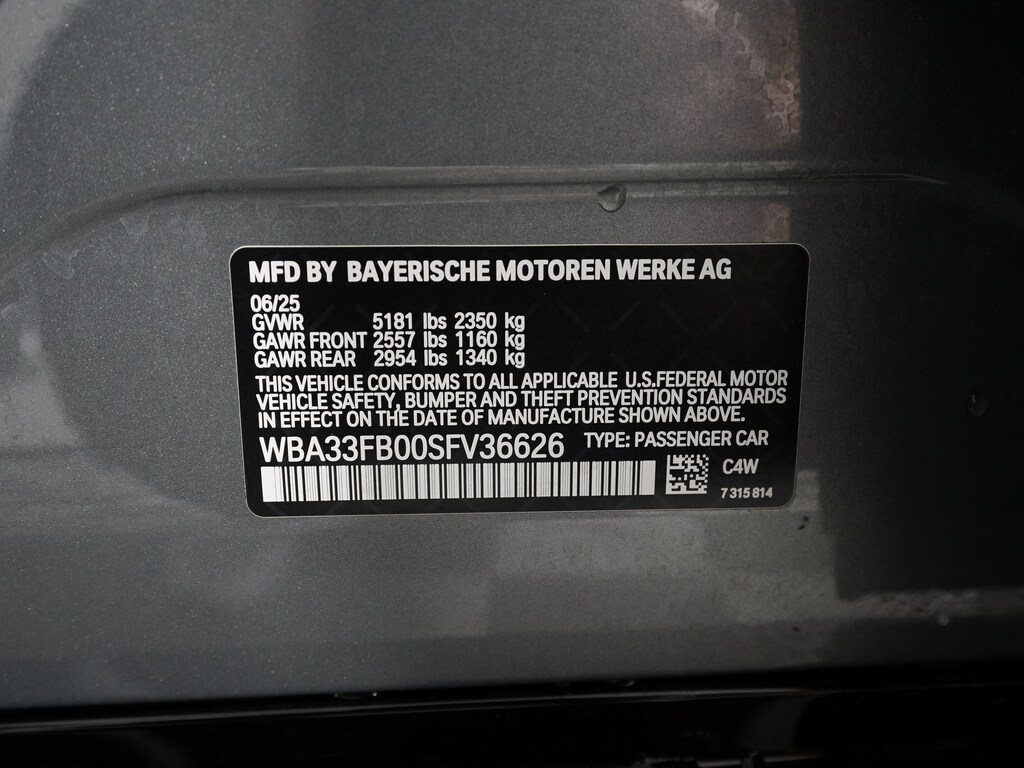 MFD BY BAYERISCHE MOTOREN WERKE AG
06/25
GVWR 5181 lbs 2350 kg
GAWR FRONT 2557 lbs 1160 kg
GAWR REAR 2954 lbs 1340 kg
THIS VEHICLE CONFORMS TO ALL APPLICABLE U.S.FEDERAL MOTOR
VEHICLE SAFETY, BUMPER AND THEFT PREVENTION STANDARDS
IN EFFECT ON THE DATE OF MANUFACTURE SHOWN ABOVE.
WBA33FB00SFV36626 TYPE: PASSENGER CAR
C4W
7 315 814